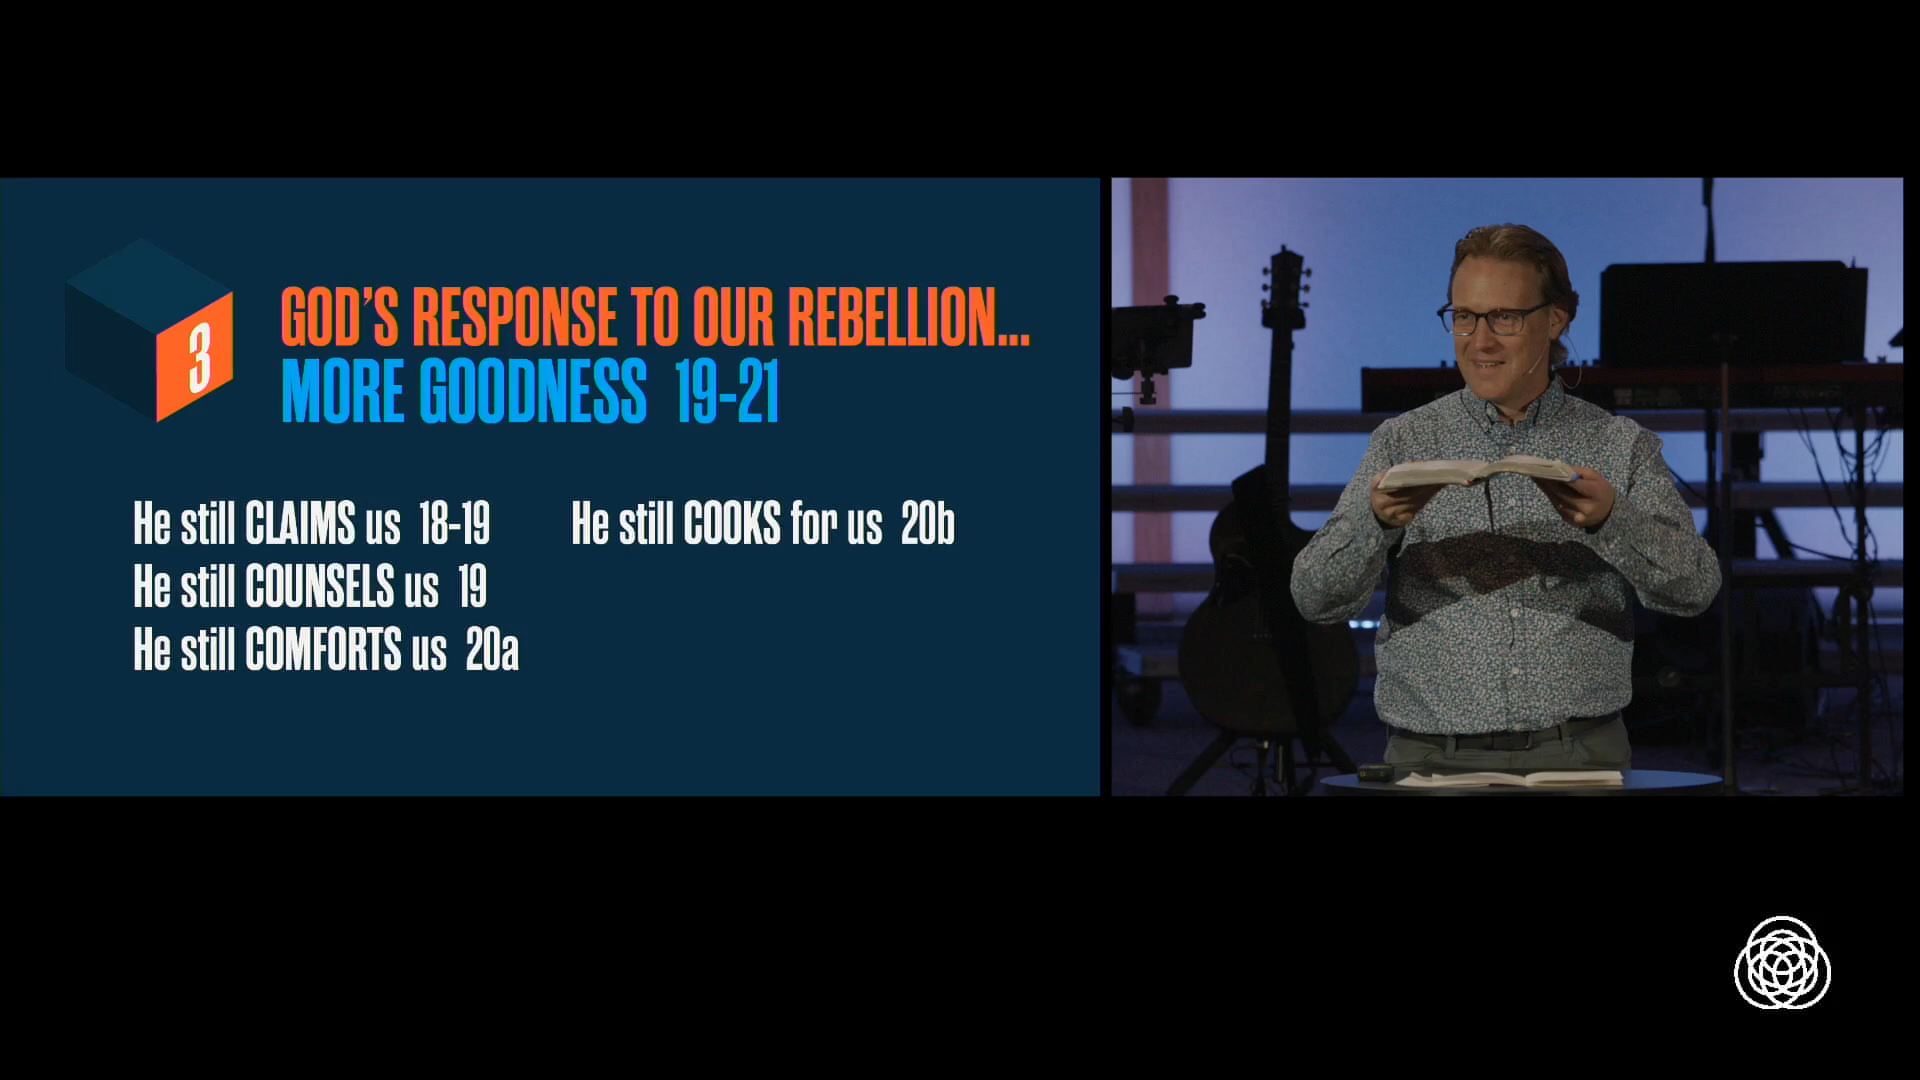 3
GOD'S RESPONSE TO OUR REBELLION...
MORE GOODNESS 19-21
He still CLAIMS us 18-19
He still COUNSELS us 19
He still COMFORTS us 20a
He still COOKS for us 20b